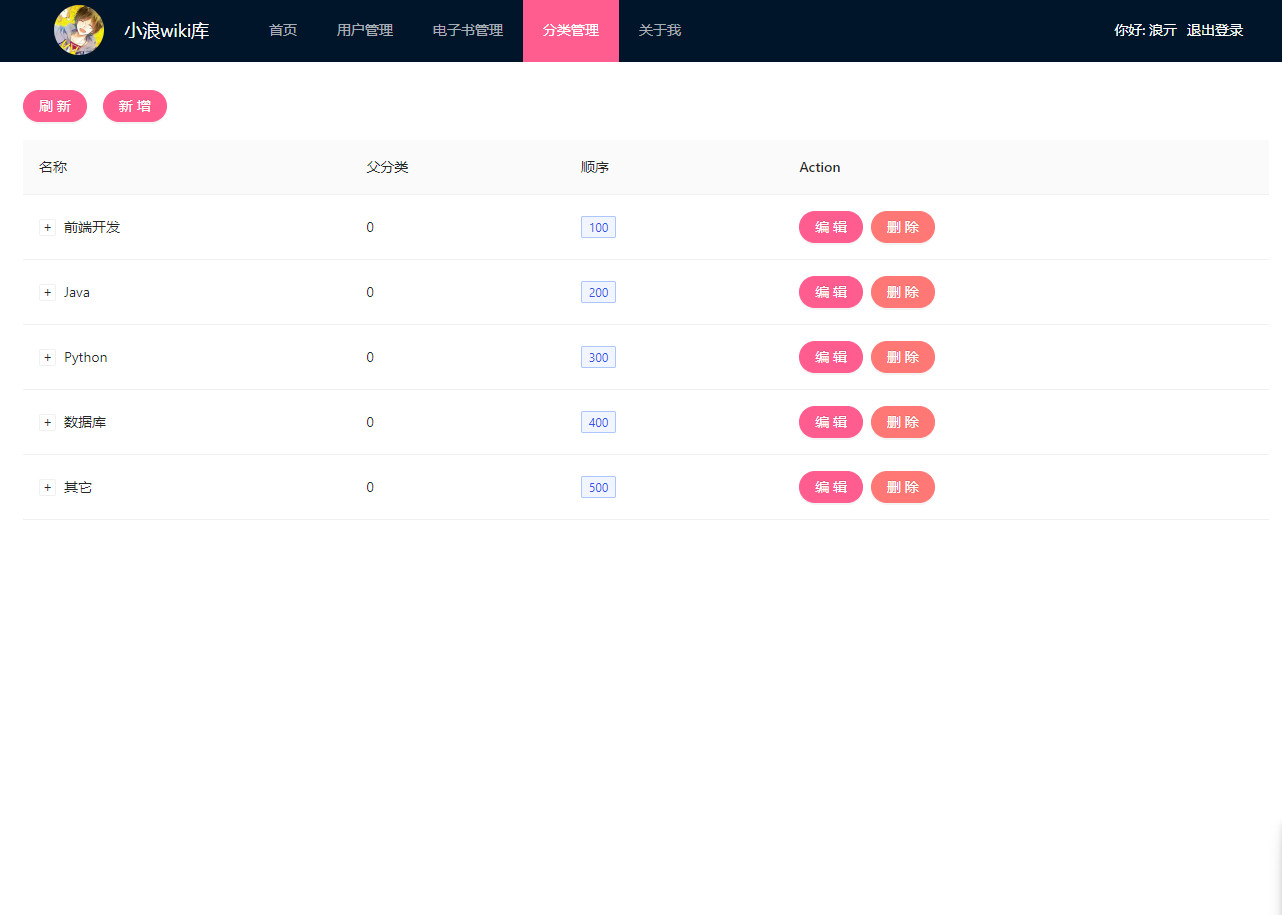 小浪wiki库 首页 用户管理 电子书管理 分类管理 关于我 你好: 浪亓 退出登录
刷 新 新 增
名称 父分类 顺序 Action
+ 前端开发 0 100 编 辑 删 除
+ Java 0 200 编 辑 删 除
+ Python 0 300 编 辑 删 除
+ 数据库 0 400 编 辑 删 除
+ 其它 0 500 编 辑 删 除